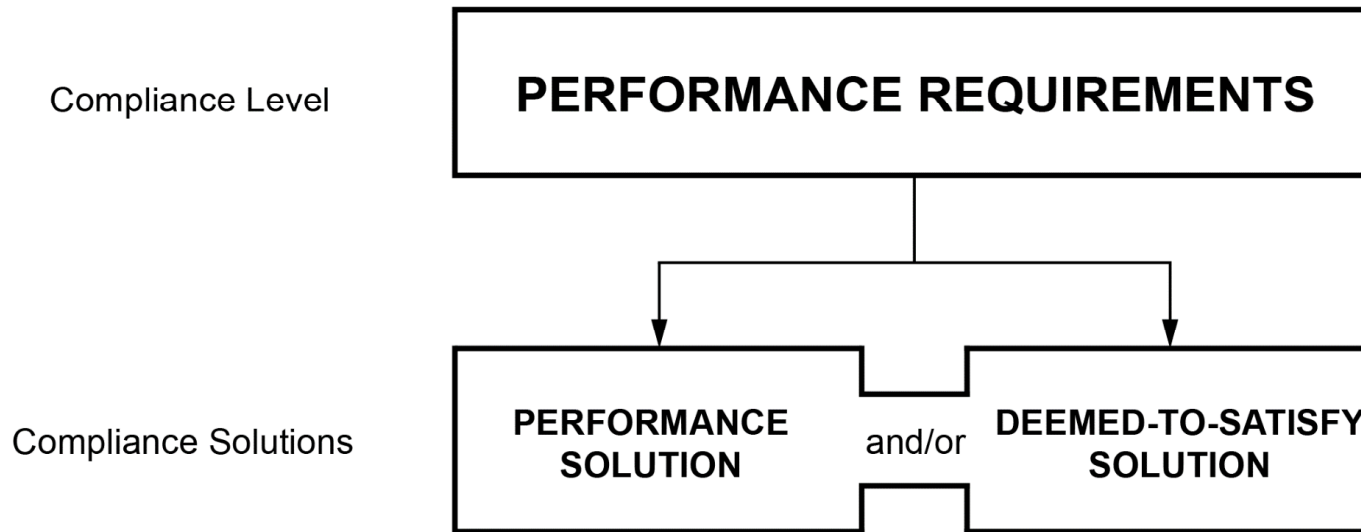 Compliance Level
PERFORMANCE REQUIREMENTS
Compliance Solutions
PERFORMANCE
SOLUTION
and/or
DEEMED-TO-SATISFY
SOLUTION